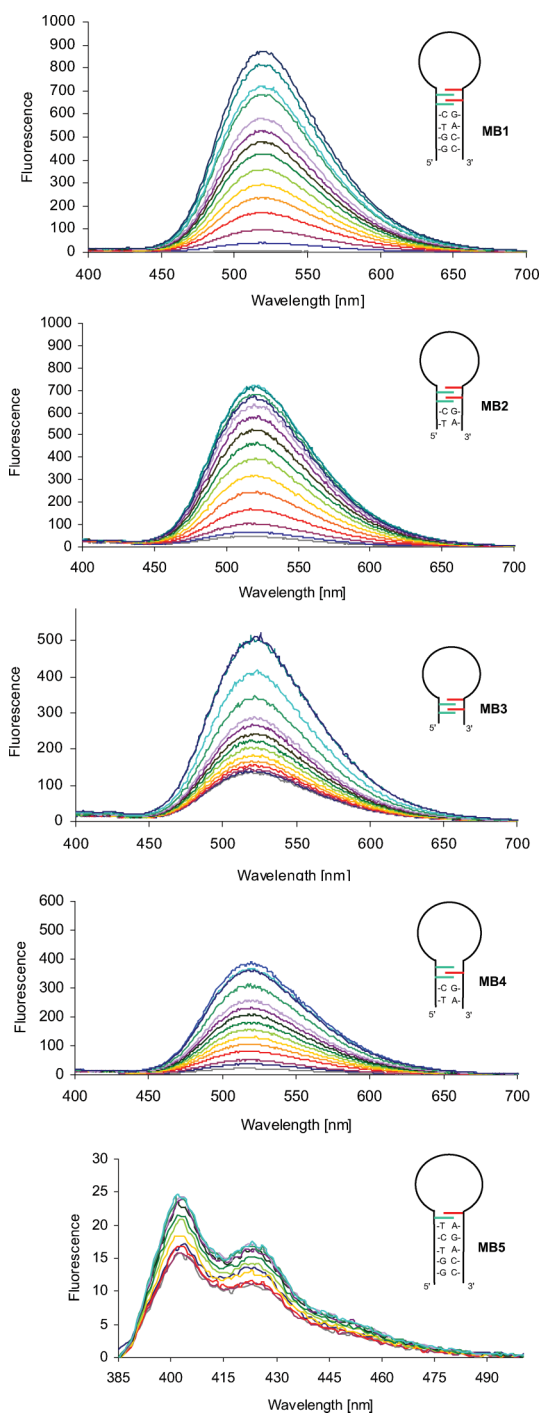 1000
900
800
700
600
500
400
300
200
100
0
Fluorescence
400 450 500 550 600 650 700
Wavelength [nm]
-C G-
-T A-
-G C-
-G C-
5' 3'
MB1
1000
900
800
700
600
500
400
300
200
100
0
Fluorescence
400 450 500 550 600 650 700
Wavelength [nm]
-C G-
-T A-
5' 3'
MB2
500
400
300
200
100
0
Fluorescence
400 450 500 550 600 650 700
Wavelength [nm]
5' 3'
MB3
600
500
400
300
200
100
0
Fluorescence
400 450 500 550 600 650 700
Wavelength [nm]
-C G-
-T A-
5' 3'
MB4
30
25
20
15
10
5
0
Fluorescence
385 400 415 430 445 460 475 490
Wavelength [nm]
-T A-
-C G-
-T A-
-G C-
-G C-
5' 3'
MB5